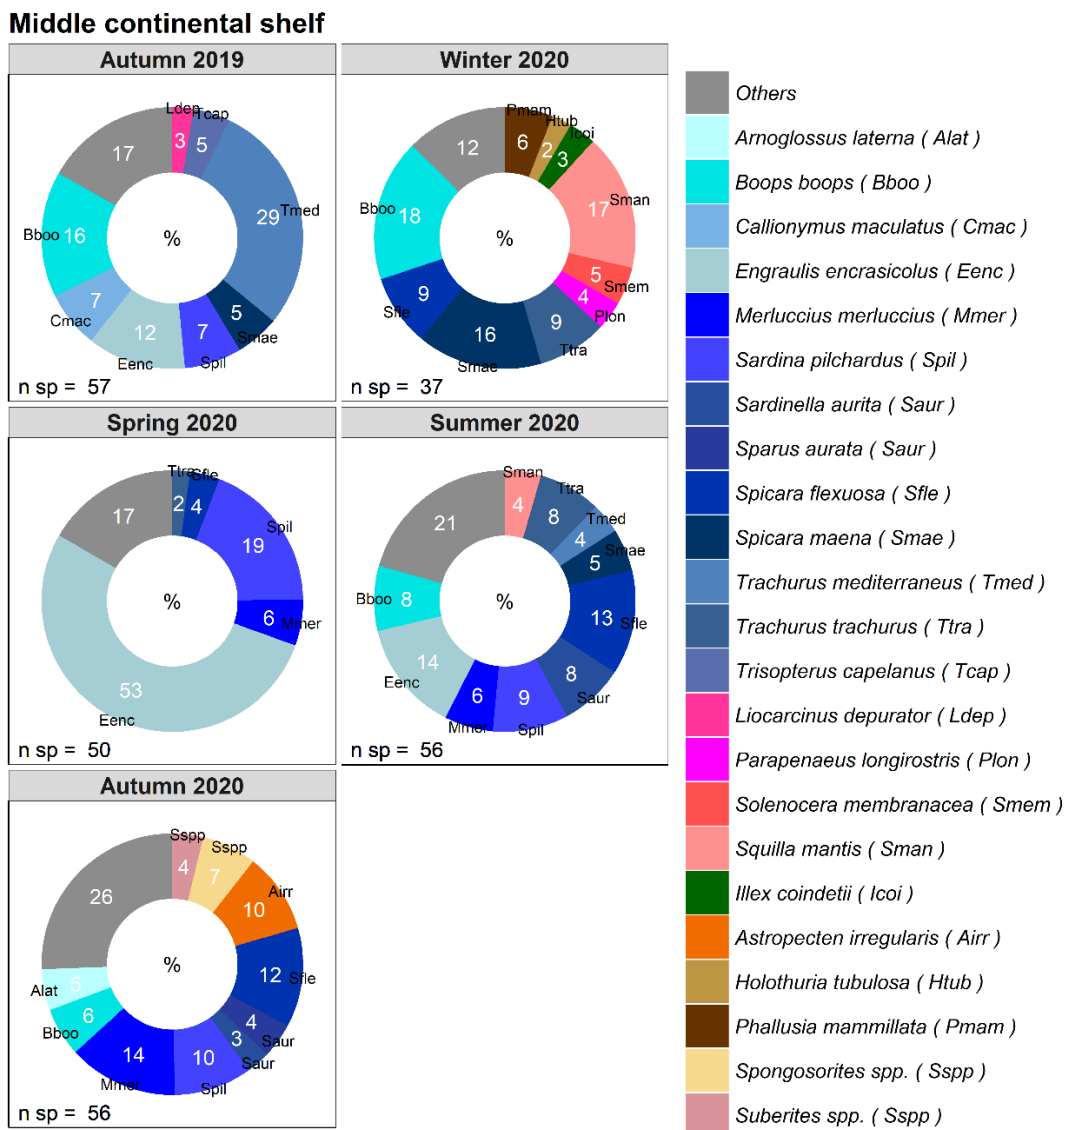 Middle continental shelf
Autumn 2019
Ldep
Tcap
3
5
17
29
Tmed
Bboo
16
%
7
Cmac
12
Eenc
7
Spil
5
Smae
n sp = 57
Winter 2020
Pmam
Htub
Icoi
6
2
3
12
Bboo
18
17
Sman
%
5
Smem
4
Plon
9
Sfle
16
Smae
9
Ttra
n sp = 37
Spring 2020
Ttra
Sfle
2
4
17
Spil
19
%
6
Mmer
53
Eenc
n sp = 50
Summer 2020
Sman
4
Ttra
8
Tmed
4
Smae
5
21
Bboo
8
%
13
Sfle
14
Eenc
6
Mmer
9
Spil
8
Saur
n sp = 56
Autumn 2020
Sspp
4
Sspp
7
Airr
10
26
%
12
Sfle
Alat
5
Bboo
6
14
Mmer
10
Spil
3
Saur
4
Saur
n sp = 56
Others
Arnoglossus laterna ( Alat )
Boops boops ( Bboo )
Callionymus maculatus ( Cmac )
Engraulis encrasicolus ( Eenc )
Merluccius merluccius ( Mmer )
Sardina pilchardus ( Spil )
Sardinella aurita ( Saur )
Sparus aurata ( Saur )
Spicara flexuosa ( Sfle )
Spicara maena ( Smae )
Trachurus mediterraneus ( Tmed )
Trachurus trachurus ( Ttra )
Trisopterus capelanus ( Tcap )
Liocarcinus depurator ( Ldep )
Parapenaeus longirostris ( Plon )
Solenocera membranacea ( Smem )
Squilla mantis ( Sman )
Illex coindetii ( Icoi )
Astropecten irregularis ( Airr )
Holothuria tubulosa ( Htub )
Phallusia mammillata ( Pmam )
Spongosorites spp. ( Sspp )
Suberites spp. ( Sspp )